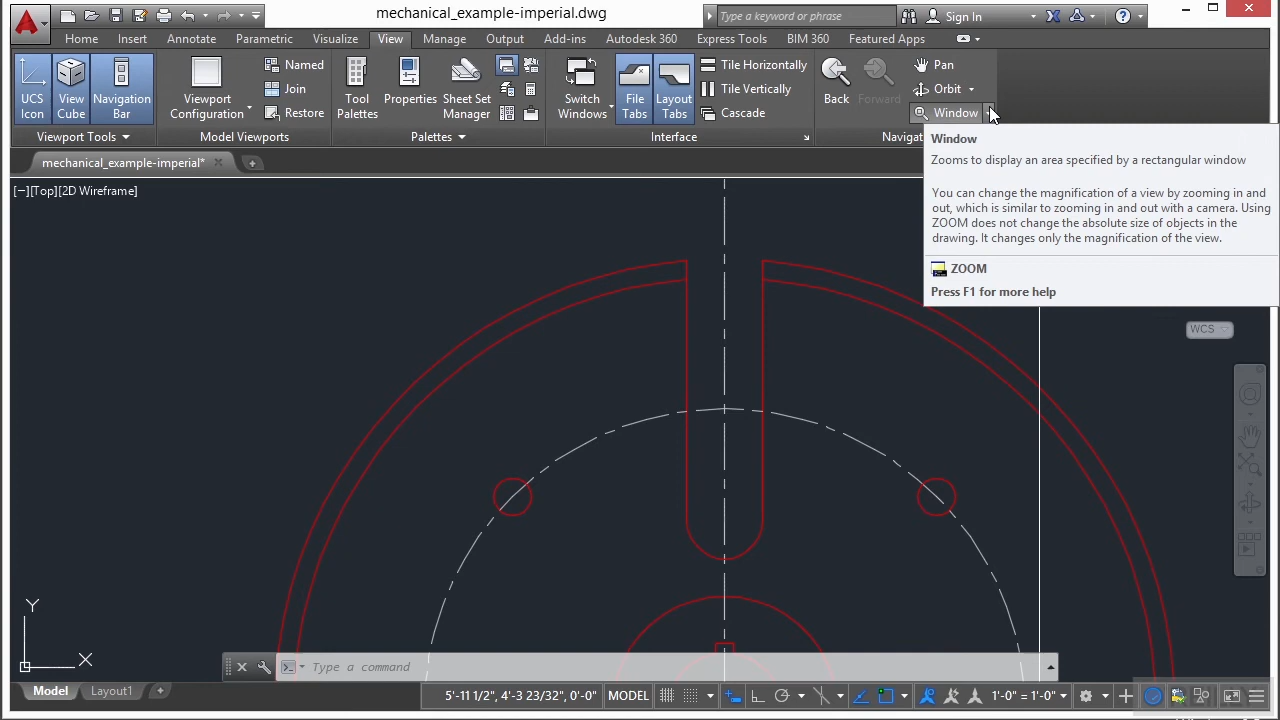 mechanical_example-imperial.dwg
Type a keyword or phrase
Sign In
Home Insert Annotate Parametric Visualize View Manage Output Add-ins Autodesk 360 Express Tools BIM 360 Featured Apps
UCS
Icon
View
Cube
Navigation
Bar
Viewport Tools
Viewport
Configuration
Named
Join
Model Viewports
Tool
Palettes
Properties
Sheet Set
Manager
Palettes
Switch
Windows
File
Tabs
Layout
Tabs
Tile Horizontally
Tile Vertically
Cascade
Interface
Back
Forward
Pan
Orbit
Window
Navigat
mechanical_example-imperial*
[−][Top][2D Wireframe]
Window
Zooms to display an area specified by a rectangular window
You can change the magnification of a view by zooming in and
out, which is similar to zooming in and out with a camera. Using
ZOOM does not change the absolute size of objects in the
drawing. It changes only the magnification of the view.
ZOOM
Press F1 for more help
WCS
Y
X
Type a command
Model Layout1
5'-11 1/2", 4'-3 23/32", 0'-0" MODEL
1'-0" = 1'-0"